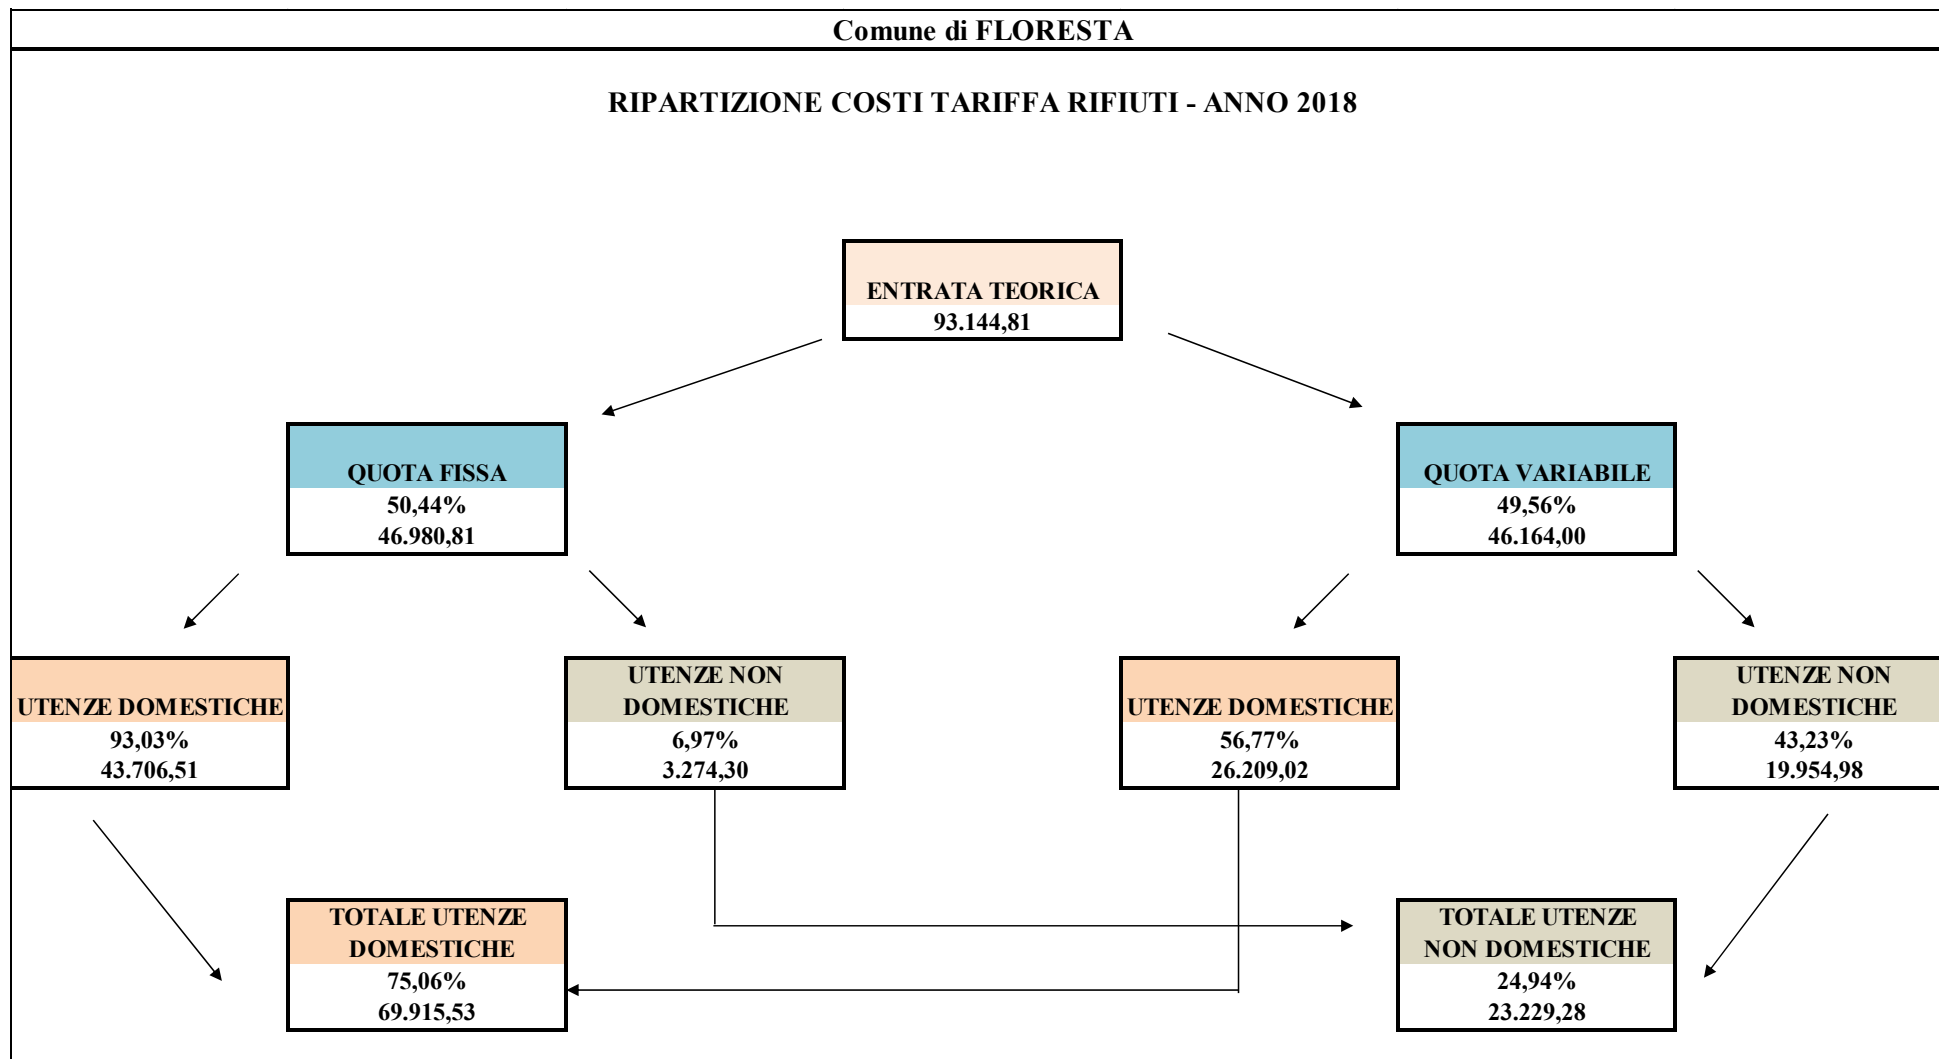 Comune di FLORESTA
RIPARTIZIONE COSTI TARIFFA RIFIUTI - ANNO 2018
ENTRATA TEORICA
93.144,81
QUOTA FISSA
50,44%
46.980,81
QUOTA VARIABILE
49,56%
46.164,00
UTENZE DOMESTICHE
93,03%
43.706,51
UTENZE NON
DOMESTICHE
6,97%
3.274,30
UTENZE DOMESTICHE
56,77%
26.209,02
UTENZE NON
DOMESTICHE
43,23%
19.954,98
TOTALE UTENZE
DOMESTICHE
75,06%
69.915,53
TOTALE UTENZE
NON DOMESTICHE
24,94%
23.229,28